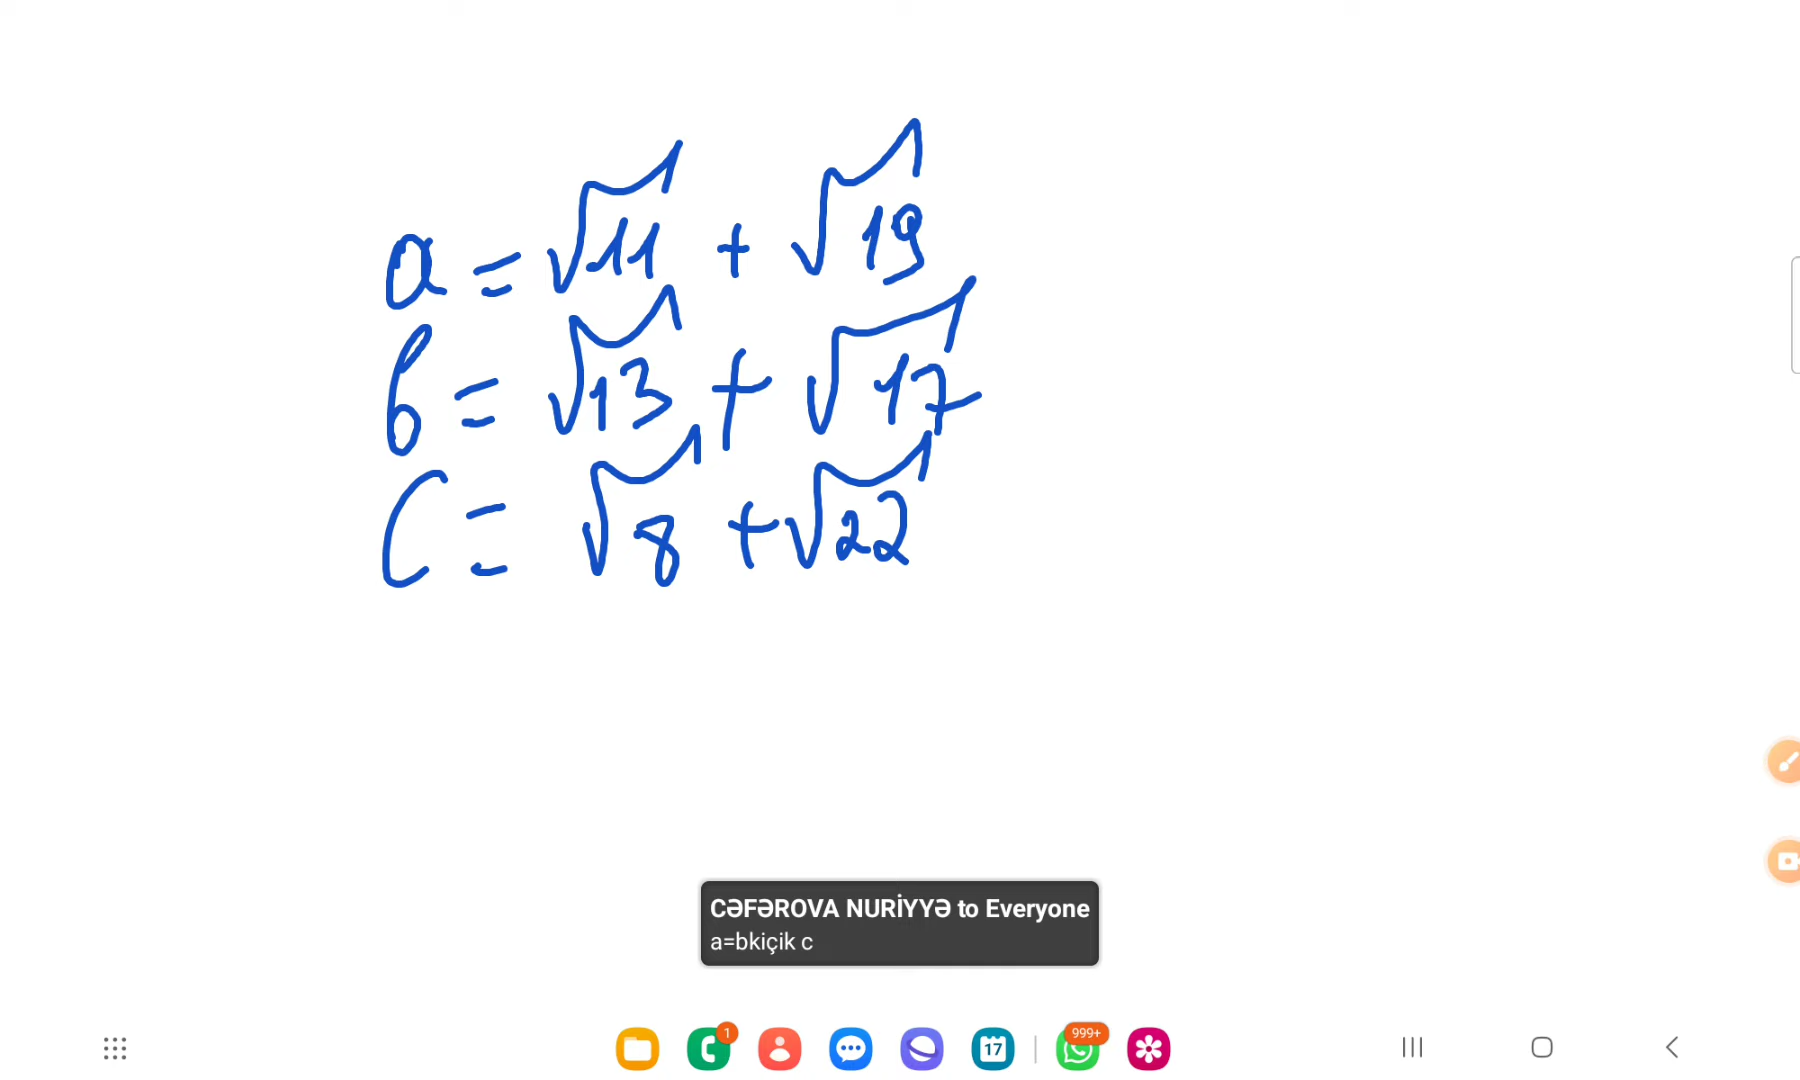 a = √11 + √19
b = √13 + √17
c = √8 + √22
CƏFƏROVA NURİYYƏ to Everyone
a=bkiçik c
1
17
999+